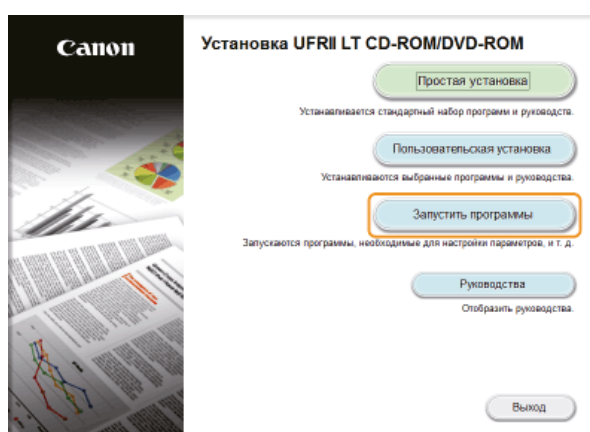 Canon
Установка UFRII LT CD-ROM/DVD-ROM
Простая установка
Устанавливается стандартный набор программ и руководств.
Пользовательская установка
Устанавливаются выбранные программы и руководства.
Запустить программы
Запускаются программы, необходимые для настройки параметров, и т. д.
Руководства
Отобразить руководства.
Выход